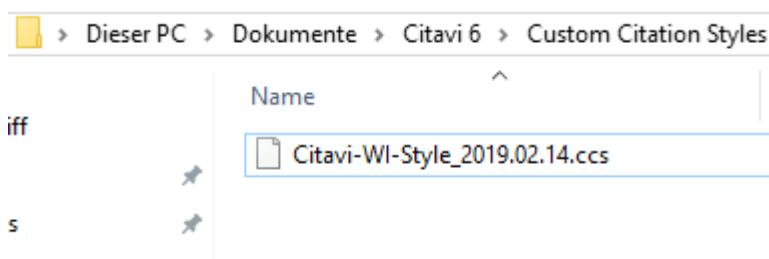 > Dieser PC > Dokumente > Citavi 6 > Custom Citation Styles
Name
iff
Citavi-WI-Style_2019.02.14.ccs
s